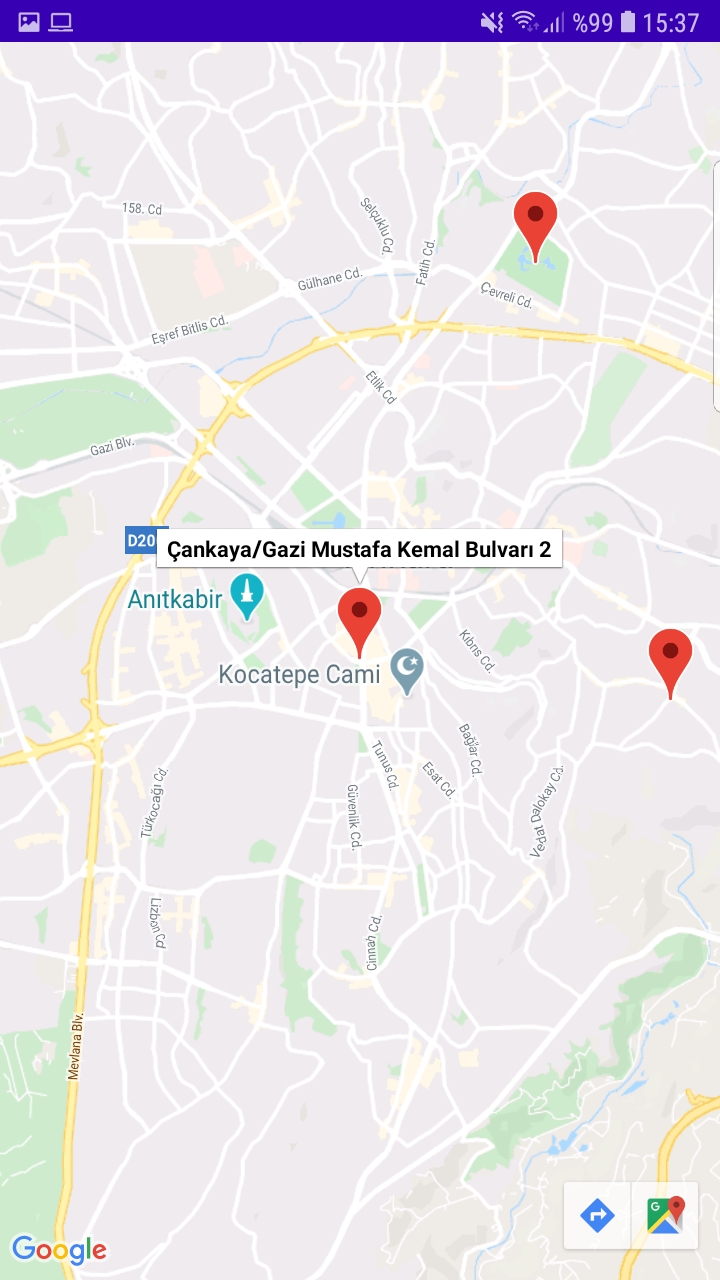 %99 15:37
158. Cd
Selçuklu Cd.
Fatih Cd.
Gülhane Cd.
Çevreli Cd.
Eşref Bitlis Cd.
Etlik Cd
Gazi Blv.
D20
Çankaya/Gazi Mustafa Kemal Bulvarı 2
Anıtkabir
Kıbrıs Cd.
Kocatepe Cami
Bağlar Cd.
Tunus Cd.
Esat Cd.
Türkocağı Cd.
Güvenlik Cd.
Vedat Dalokay Cd.
Lizbon Cd
Cinnah Cd.
Mevlana Blv.
G
Google